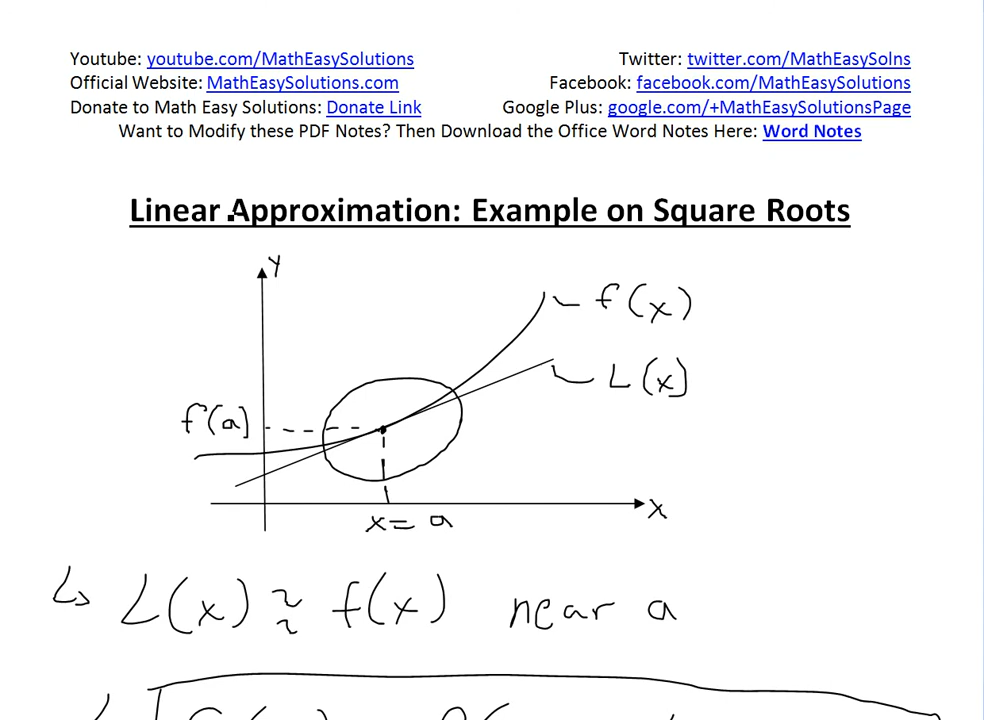 Youtube: youtube.com/MathEasySolutions Twitter: twitter.com/MathEasySolns
Official Website: MathEasySolutions.com Facebook: facebook.com/MathEasySolutions
Donate to Math Easy Solutions: Donate Link Google Plus: google.com/+MathEasySolutionsPage
Want to Modify these PDF Notes? Then Download the Office Word Notes Here: Word Notes
Linear Approximation: Example on Square Roots
Y
f(x)
L(x)
f(a)
x
x = a
↳ L(x) ≈ f(x) near a